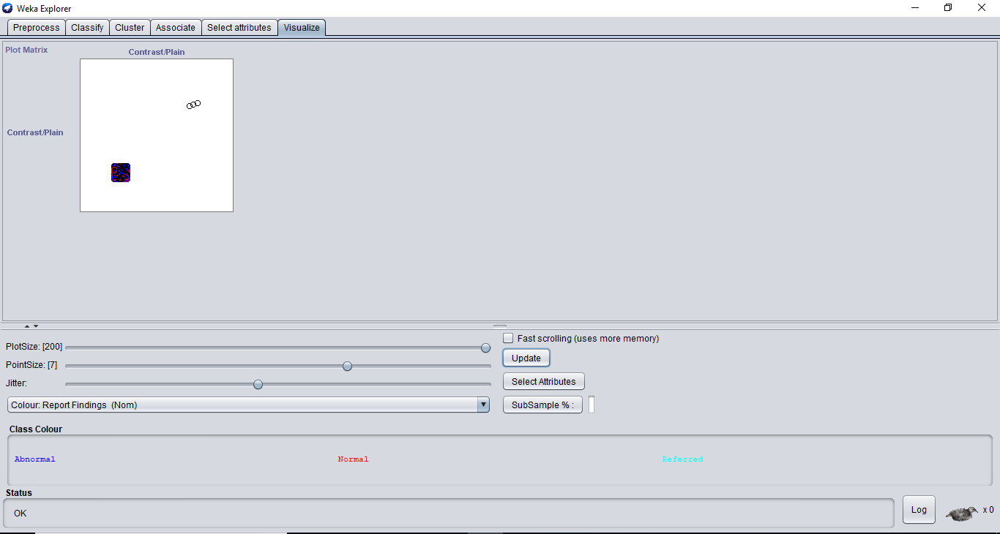 Weka Explorer
Preprocess Classify Cluster Associate Select attributes Visualize
Plot Matrix
Contrast/Plain
Contrast/Plain
PlotSize: [200]
Fast scrolling (uses more memory)
PointSize: [7]
Update
Jitter:
Select Attributes
Colour: Report Findings (Nom)
SubSample % :
Class Colour
Abnormal Normal Referred
Status
OK
Log
x 0